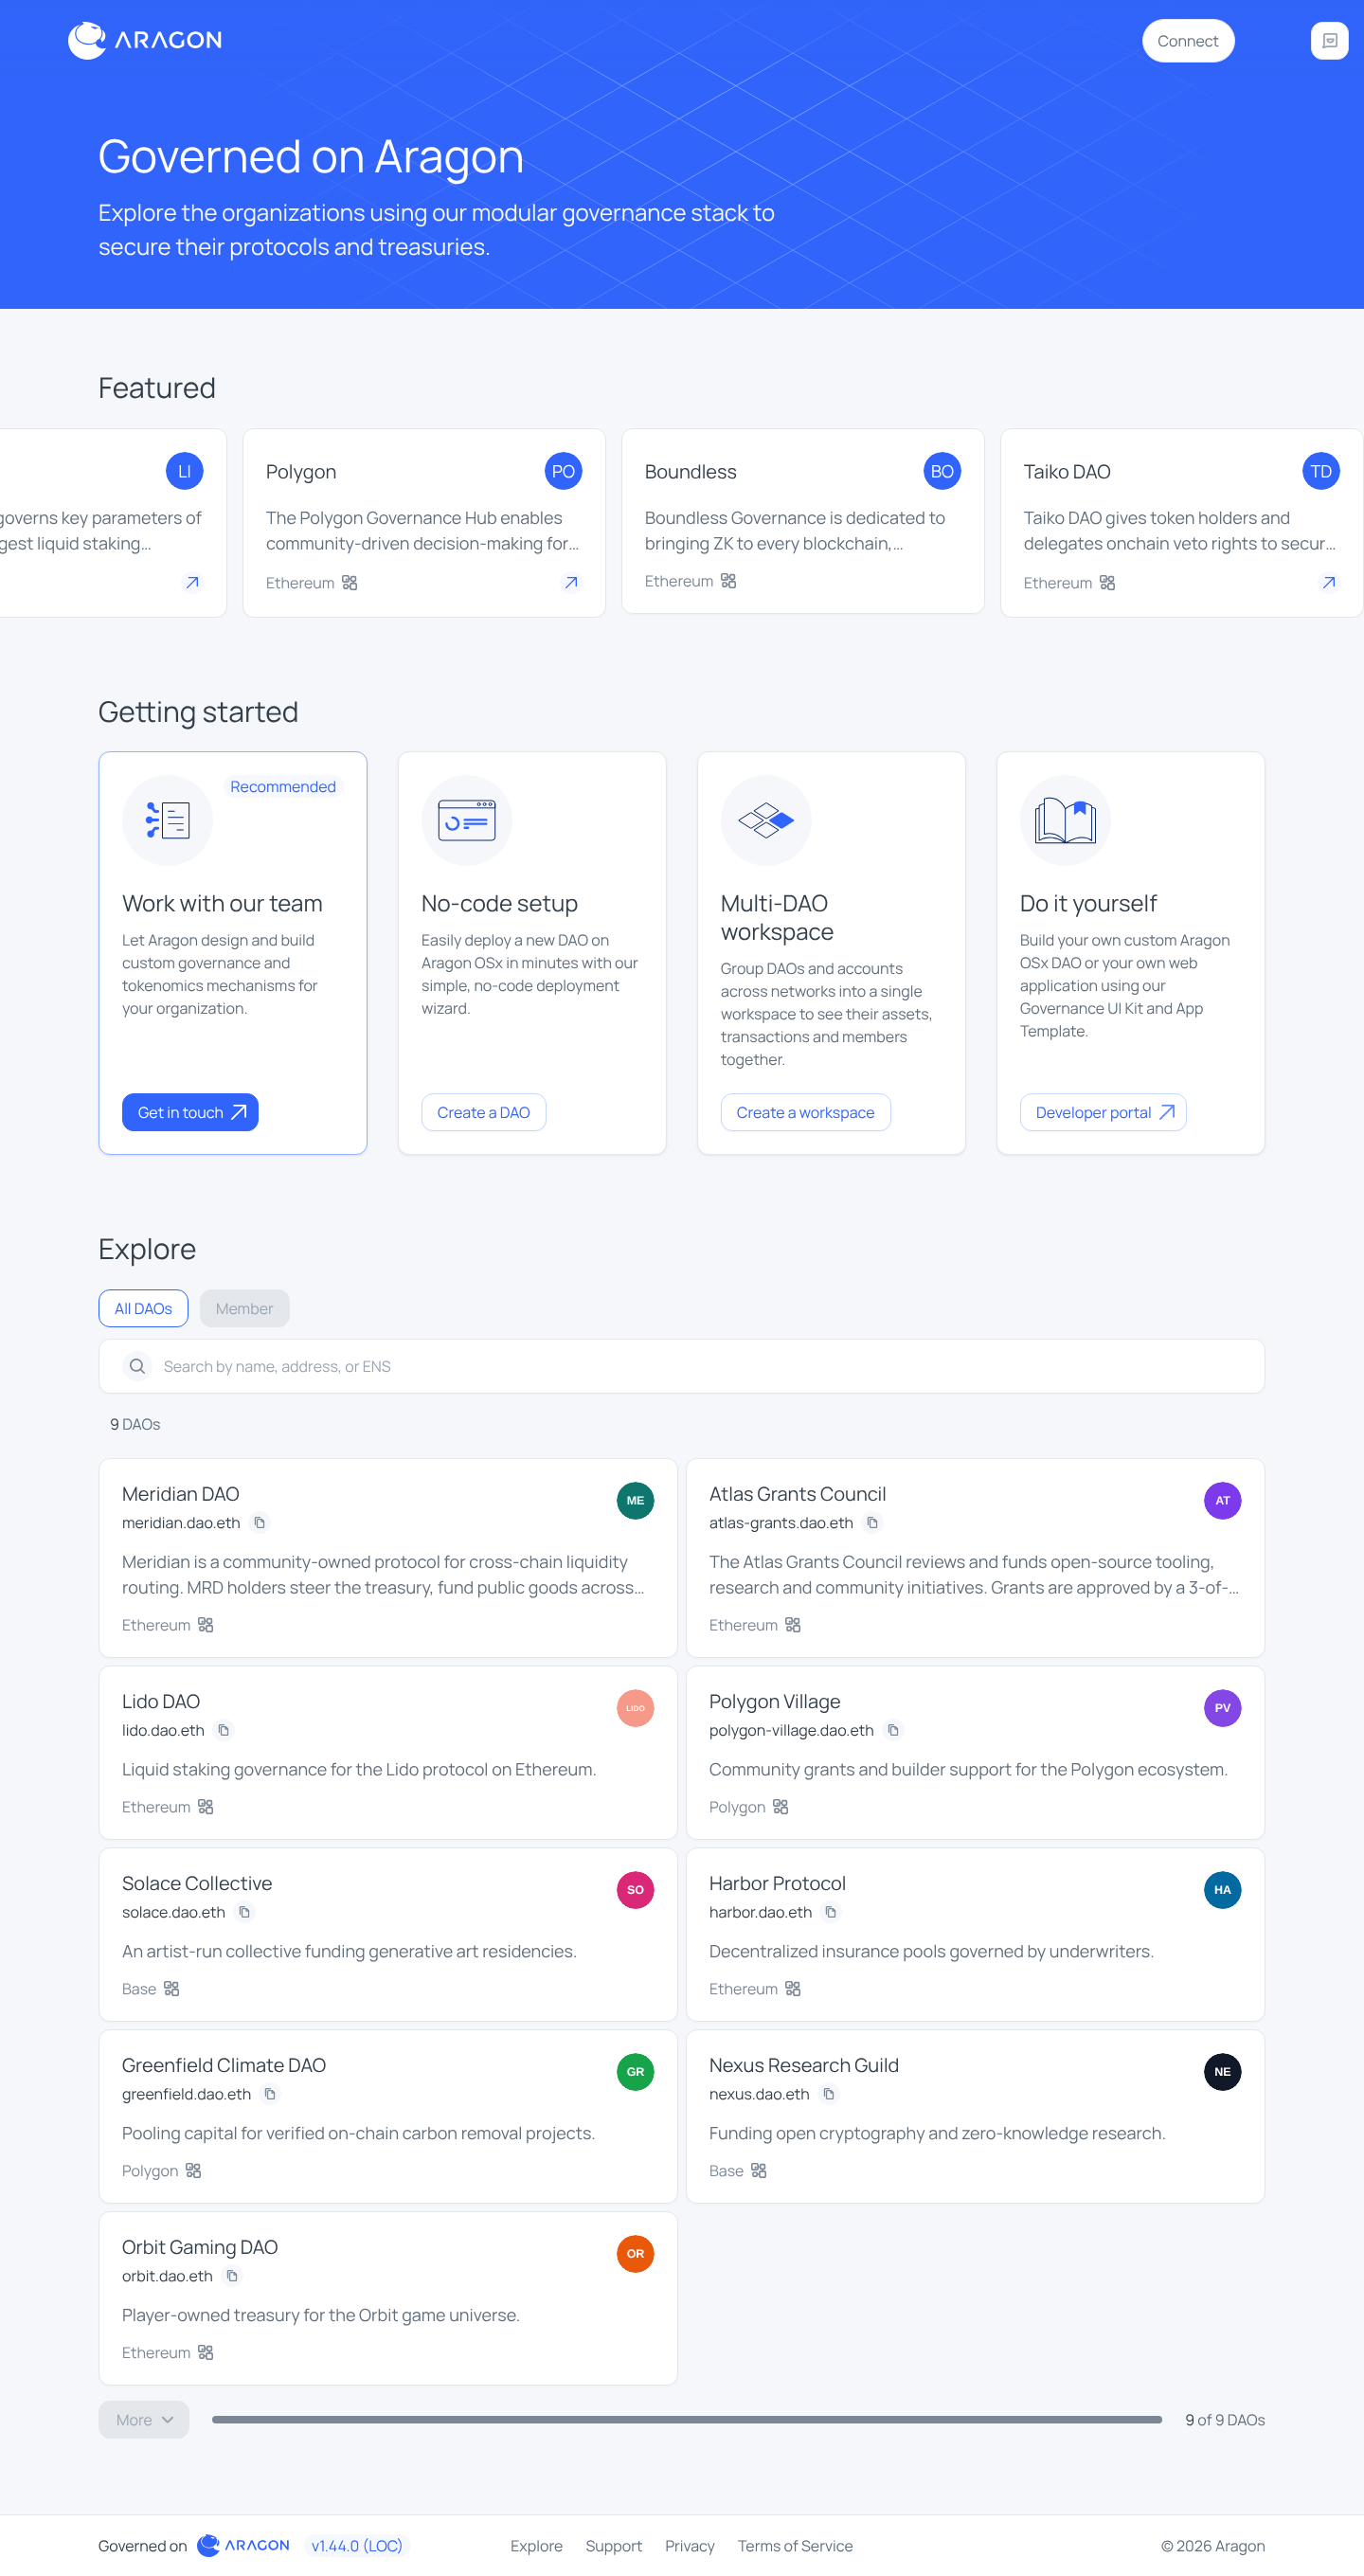 ARAGON
Connect
Governed on Aragon
Explore the organizations using our modular governance stack to
secure their protocols and treasuries.
Featured
LI
governs key parameters of
gest liquid staking…
Polygon
PO
The Polygon Governance Hub enables
community-driven decision-making for…
Ethereum
Boundless
BO
Boundless Governance is dedicated to
bringing ZK to every blockchain,…
Ethereum
Taiko DAO
TD
Taiko DAO gives token holders and
delegates onchain veto rights to secur…
Ethereum
Getting started
Recommended
Work with our team
Let Aragon design and build
custom governance and
tokenomics mechanisms for
your organization.
Get in touch
No-code setup
Easily deploy a new DAO on
Aragon OSx in minutes with our
simple, no-code deployment
wizard.
Create a DAO
Multi-DAO
workspace
Group DAOs and accounts
across networks into a single
workspace to see their assets,
transactions and members
together.
Create a workspace
Do it yourself
Build your own custom Aragon
OSx DAO or your own web
application using our
Governance UI Kit and App
Template.
Developer portal
Explore
All DAOs
Member
Search by name, address, or ENS
9 DAOs
Meridian DAO
ME
meridian.dao.eth
Meridian is a community-owned protocol for cross-chain liquidity
routing. MRD holders steer the treasury, fund public goods across…
Ethereum
Atlas Grants Council
AT
atlas-grants.dao.eth
The Atlas Grants Council reviews and funds open-source tooling,
research and community initiatives. Grants are approved by a 3-of-…
Ethereum
Lido DAO
LIDO
lido.dao.eth
Liquid staking governance for the Lido protocol on Ethereum.
Ethereum
Polygon Village
PV
polygon-village.dao.eth
Community grants and builder support for the Polygon ecosystem.
Polygon
Solace Collective
SO
solace.dao.eth
An artist-run collective funding generative art residencies.
Base
Harbor Protocol
HA
harbor.dao.eth
Decentralized insurance pools governed by underwriters.
Ethereum
Greenfield Climate DAO
GR
greenfield.dao.eth
Pooling capital for verified on-chain carbon removal projects.
Polygon
Nexus Research Guild
NE
nexus.dao.eth
Funding open cryptography and zero-knowledge research.
Base
Orbit Gaming DAO
OR
orbit.dao.eth
Player-owned treasury for the Orbit game universe.
Ethereum
More
9 of 9 DAOs
Governed on ARAGON
v1.44.0 (LOC)
Explore
Support
Privacy
Terms of Service
© 2026 Aragon